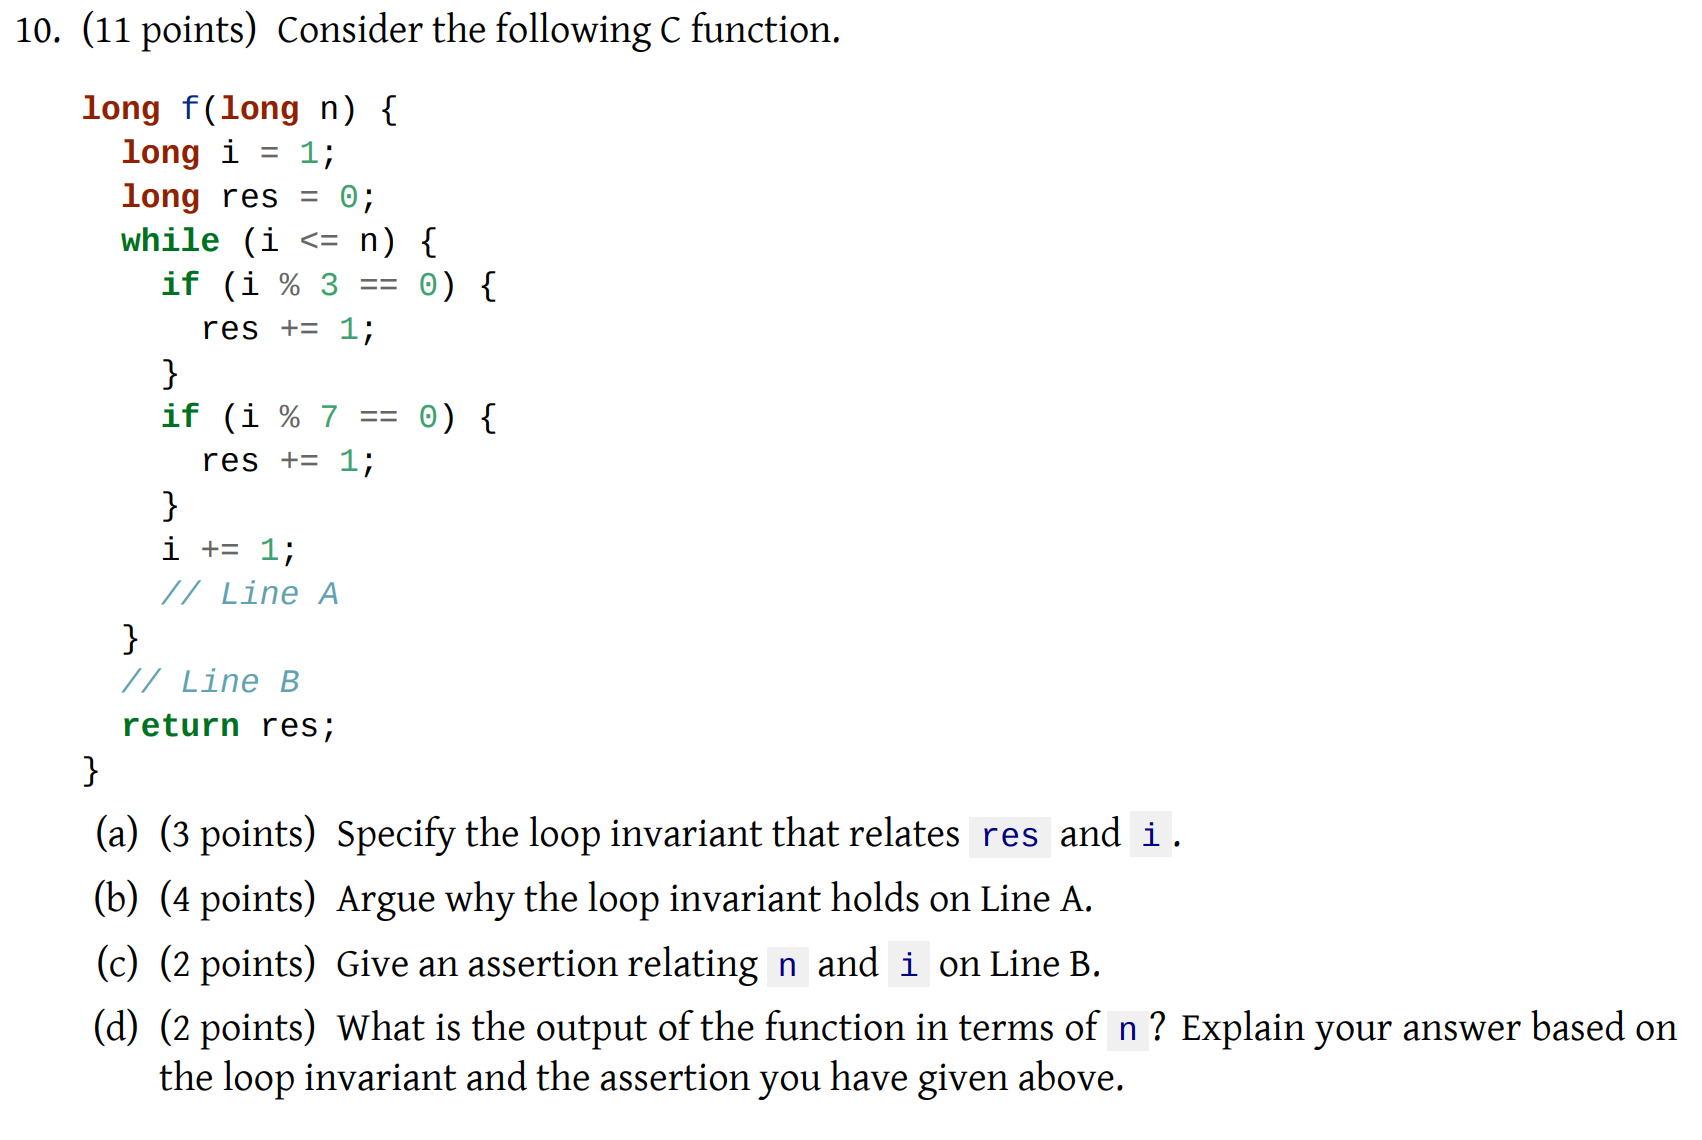 10. (11 points) Consider the following C function.
long f(long n) {
  long i = 1;
  long res = 0;
  while (i <= n) {
    if (i % 3 == 0) {
      res += 1;
    }
    if (i % 7 == 0) {
      res += 1;
    }
    i += 1;
    // Line A
  }
  // Line B
  return res;
}
(a) (3 points) Specify the loop invariant that relates res and i.
(b) (4 points) Argue why the loop invariant holds on Line A.
(c) (2 points) Give an assertion relating n and i on Line B.
(d) (2 points) What is the output of the function in terms of n? Explain your answer based on
the loop invariant and the assertion you have given above.